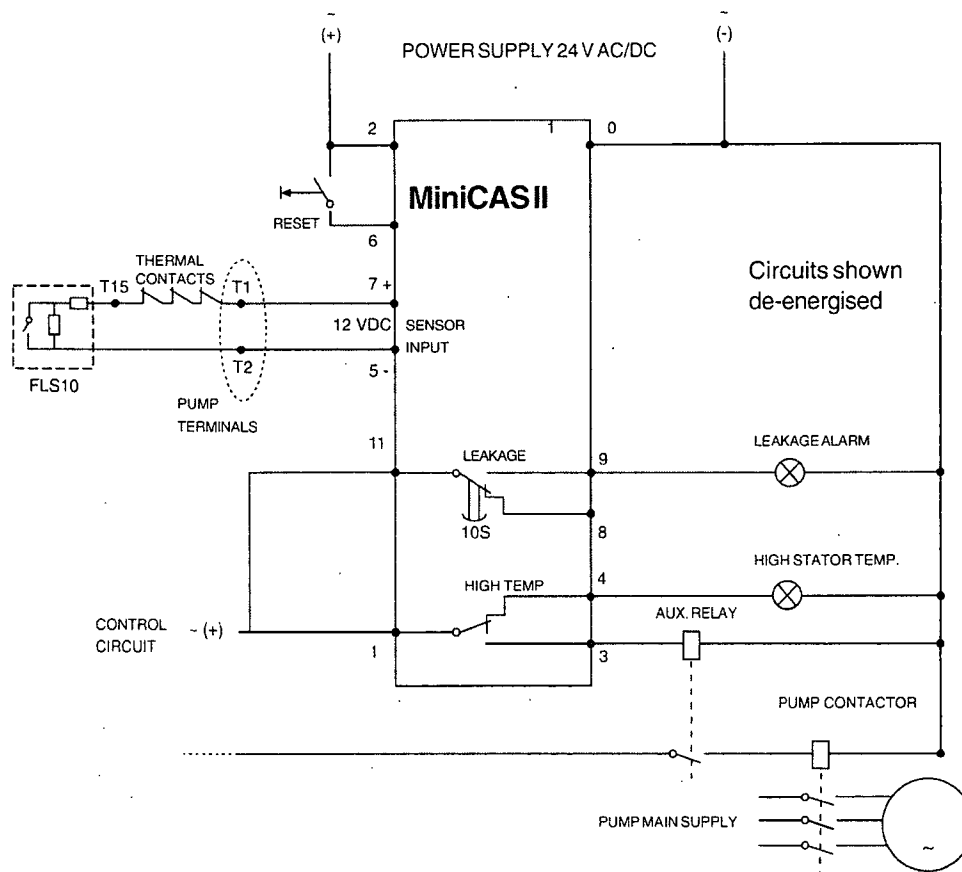 ~
(+)
POWER SUPPLY 24 V AC/DC
~
(-)
2
1
0
MiniCAS II
RESET
6
THERMAL
CONTACTS
T15
T1
7 +
12 VDC
SENSOR
INPUT
T2
5 -
FLS10
PUMP
TERMINALS
Circuits shown
de-energised
11
LEAKAGE
9
LEAKAGE ALARM
10S
8
HIGH STATOR TEMP.
HIGH TEMP
4
AUX. RELAY
CONTROL
CIRCUIT
~ (+)
1
3
PUMP CONTACTOR
PUMP MAIN SUPPLY
~